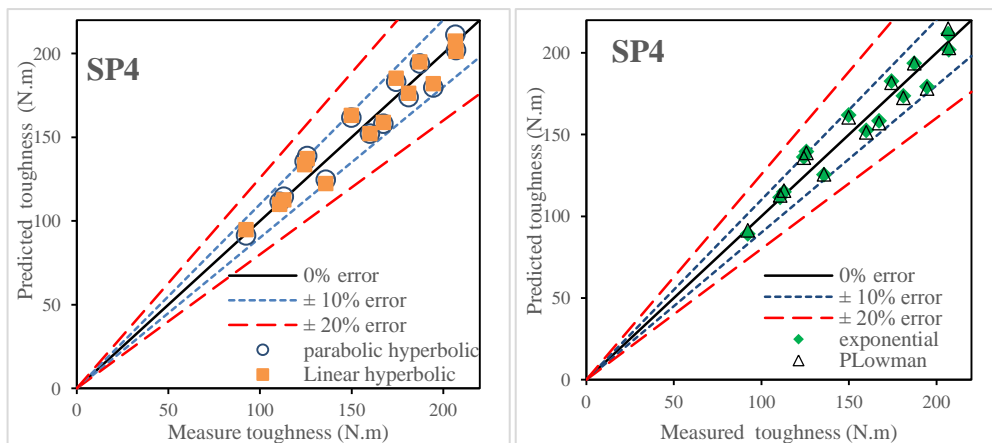 SP4
Predicted toughness (N.m)
200
150
100
50
0
0% error
± 10% error
± 20% error
parabolic hyperbolic
Linear hyperbolic
0 50 100 150 200
Measure toughness (N.m)
SP4
Predicted toughness (N.m)
200
150
100
50
0
0% error
± 10% error
± 20% error
exponential
PLowman
0 50 100 150 200
Measured toughness (N.m)